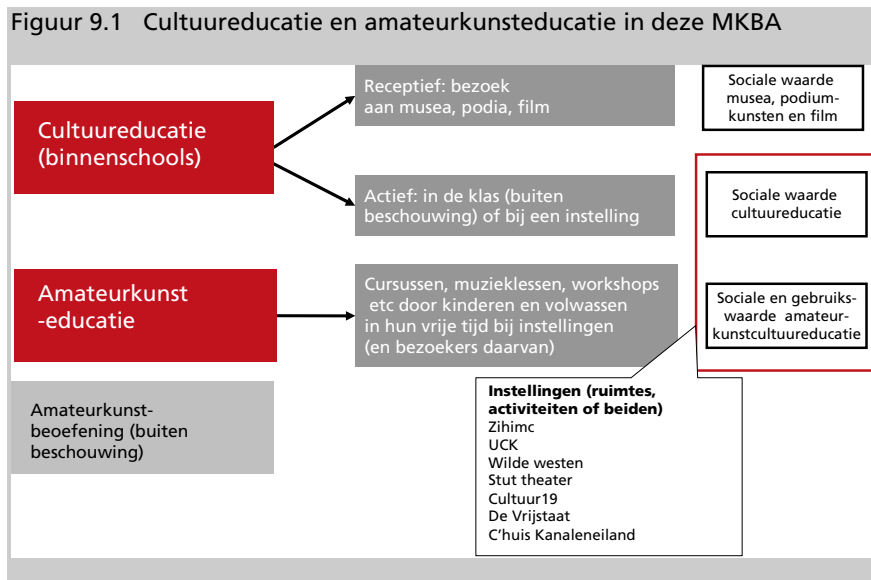 Figuur 9.1 Cultuureducatie en amateurkunsteducatie in deze MKBA
Cultuureducatie
(binnenschools)
Receptief: bezoek
aan musea, podia, film
Sociale waarde
musea, podium-
kunsten en film
Actief: in de klas (buiten
beschouwing) of bij een instelling
Sociale waarde
cultuureducatie
Amateurkunst
-educatie
Cursussen, muzieklessen, workshops
etc door kinderen en volwassen
in hun vrije tijd bij instellingen
(en bezoekers daarvan)
Sociale en gebruiks-
waarde amateur-
kunstcultuureducatie
Amateurkunst-
beoefening (buiten
beschouwing)
Instellingen (ruimtes,
activiteiten of beiden)
Zihimc
UCK
Wilde westen
Stut theater
Cultuur19
De Vrijstaat
C'huis Kanaleneiland